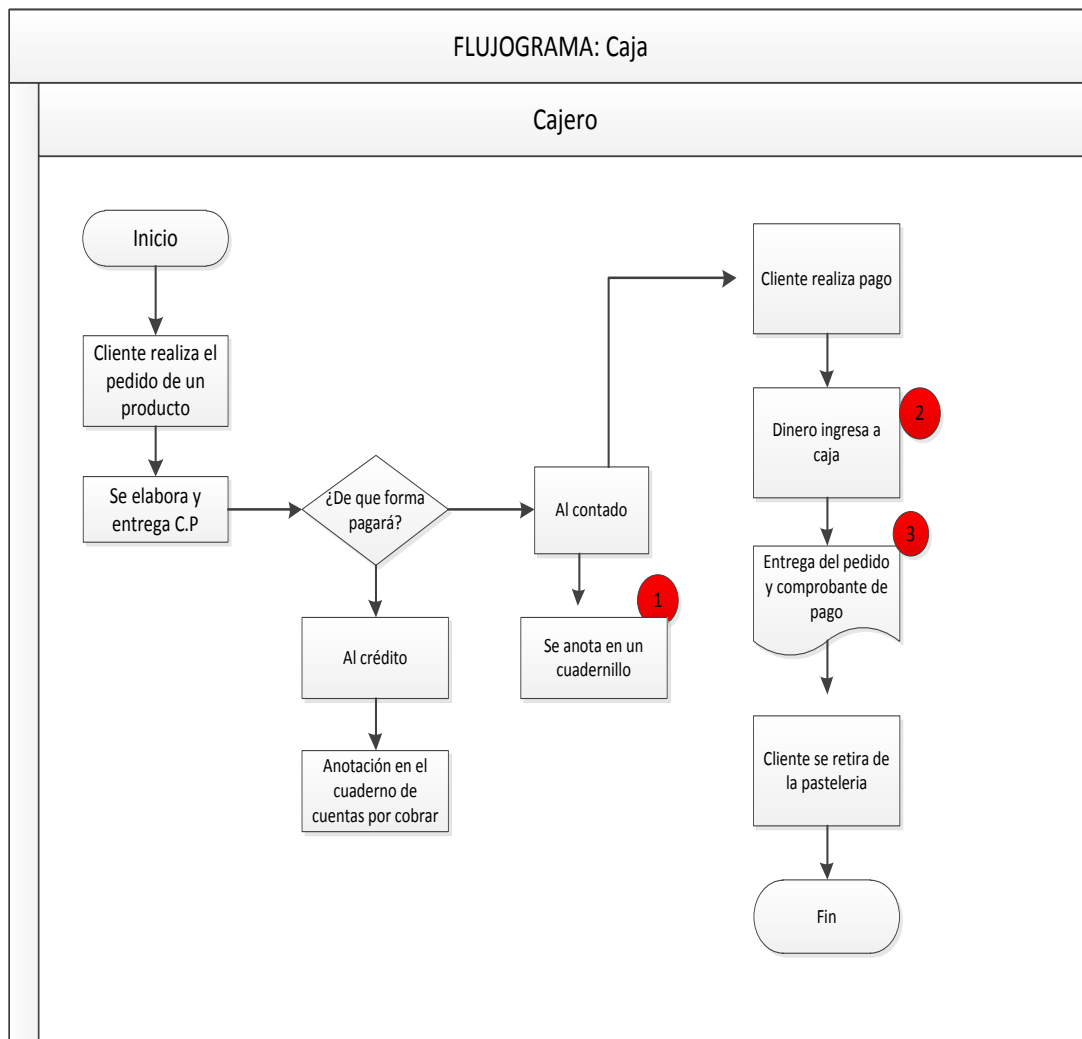 FLUJOGRAMA: Caja
Cajero
Inicio
Cliente realiza el
pedido de un
producto
Se elabora y
entrega C.P
¿De que forma
pagará?
Al crédito
Anotación en el
cuaderno de
cuentas por cobrar
Al contado
1
Se anota en un
cuadernillo
Cliente realiza pago
2
Dinero ingresa a
caja
3
Entrega del pedido
y comprobante de
pago
Cliente se retira de
la pasteleria
Fin